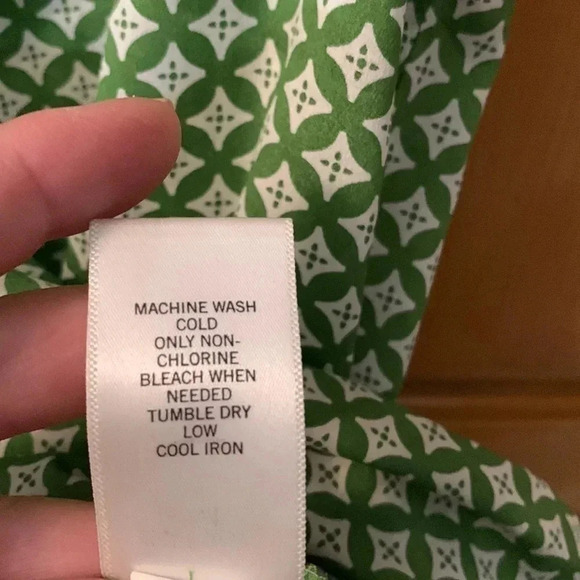 MACHINE WASH
COLD
ONLY NON-
CHLORINE
BLEACH WHEN
NEEDED
TUMBLE DRY
LOW
COOL IRON